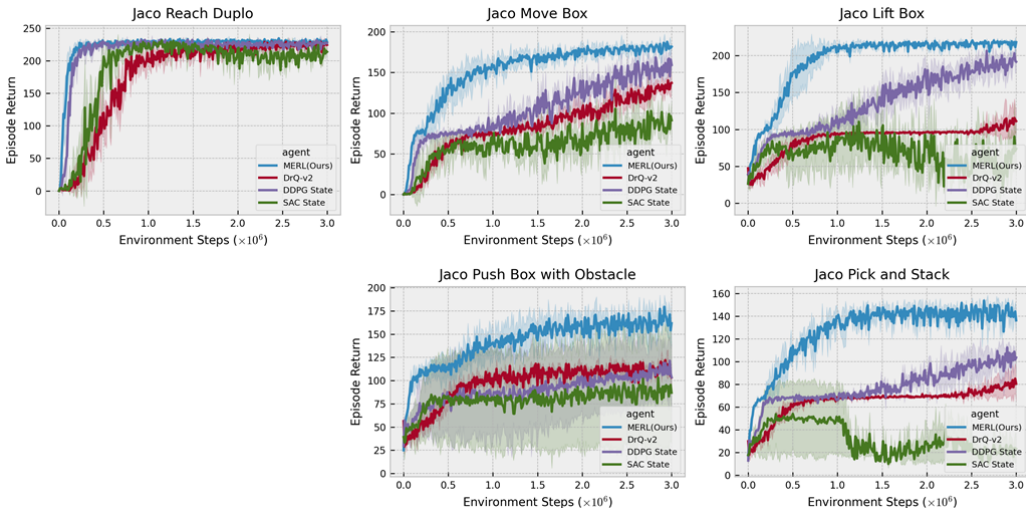 Jaco Reach Duplo
250
200
150
100
50
0
Episode Return
agent
MERL(Ours)
DrQ-v2
DDPG State
SAC State
0.0 0.5 1.0 1.5 2.0 2.5 3.0
Environment Steps (×10⁶)
Jaco Move Box
200
150
100
50
0
Episode Return
agent
MERL(Ours)
DrQ-v2
DDPG State
SAC State
0.0 0.5 1.0 1.5 2.0 2.5 3.0
Environment Steps (×10⁶)
Jaco Lift Box
200
150
100
50
0
Episode Return
agent
MERL(Ours)
DrQ-v2
DDPG State
SAC State
0.0 0.5 1.0 1.5 2.0 2.5 3.0
Environment Steps (×10⁶)
Jaco Push Box with Obstacle
200
175
150
125
100
75
50
25
0
Episode Return
agent
MERL(Ours)
DrQ-v2
DDPG State
SAC State
0.0 0.5 1.0 1.5 2.0 2.5 3.0
Environment Steps (×10⁶)
Jaco Pick and Stack
160
140
120
100
80
60
40
20
0
Episode Return
agent
MERL(Ours)
DrQ-v2
DDPG State
SAC State
0.0 0.5 1.0 1.5 2.0 2.5 3.0
Environment Steps (×10⁶)